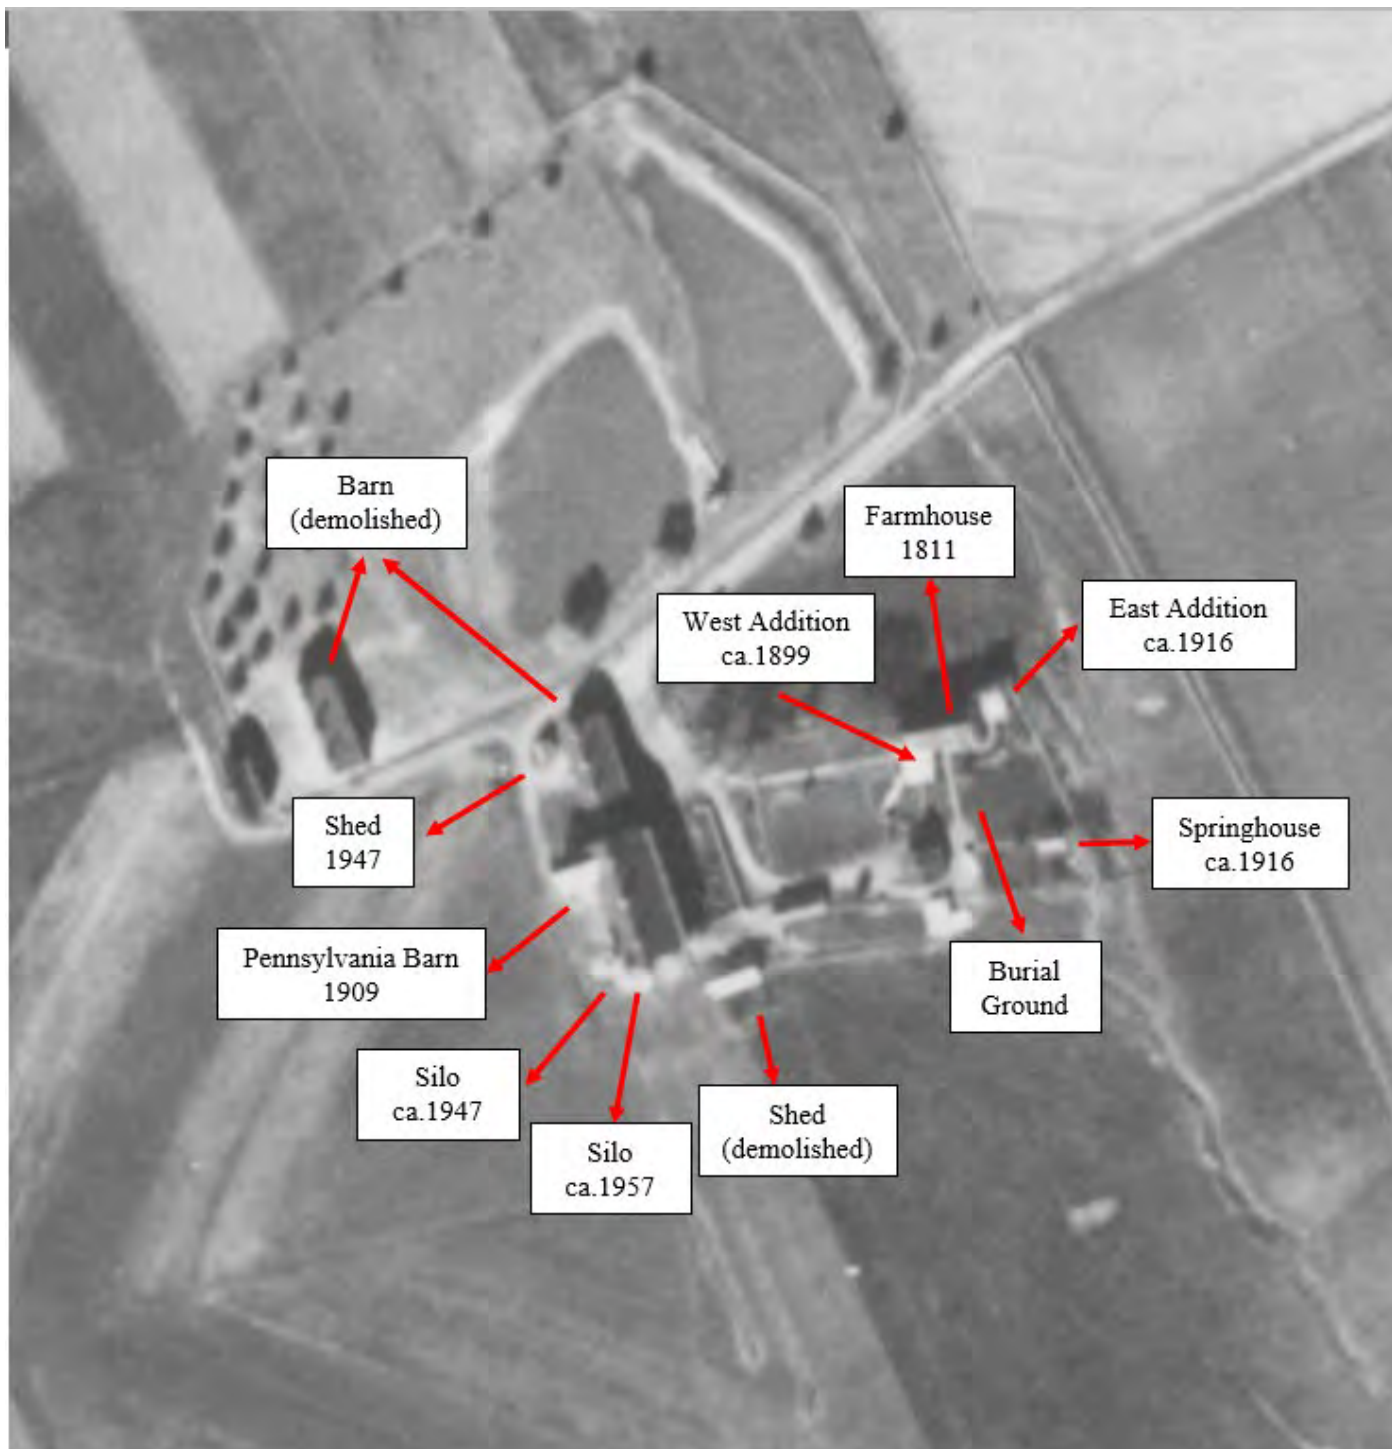 Barn
(demolished)
Farmhouse
1811
West Addition
ca.1899
East Addition
ca.1916
Shed
1947
Springhouse
ca.1916
Pennsylvania Barn
1909
Burial
Ground
Silo
ca.1947
Silo
ca.1957
Shed
(demolished)